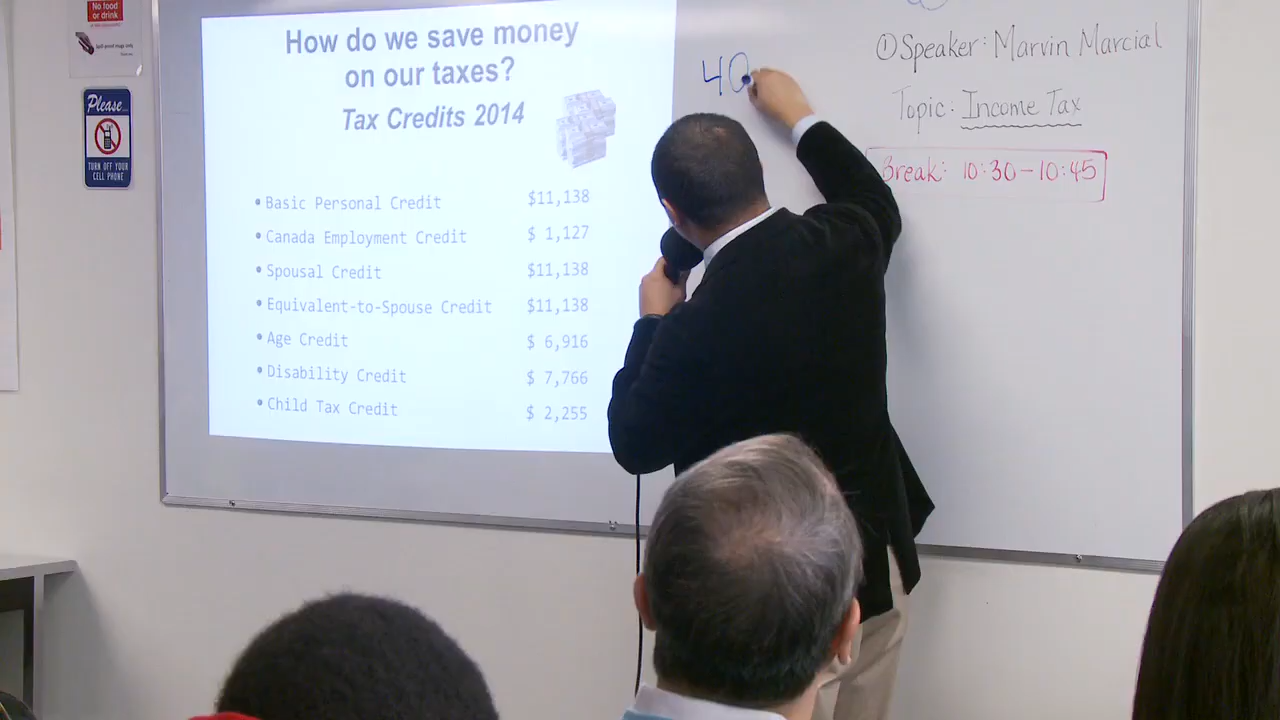 No food
or drink
Please...
TURN OFF YOUR
CELL PHONE
How do we save money
on our taxes?
Tax Credits 2014
• Basic Personal Credit $11,138
• Canada Employment Credit $ 1,127
• Spousal Credit $11,138
• Equivalent-to-Spouse Credit $11,138
• Age Credit $ 6,916
• Disability Credit $ 7,766
• Child Tax Credit $ 2,255
40
① Speaker: Marvin Marcial
Topic: Income Tax
Break: 10:30-10:45